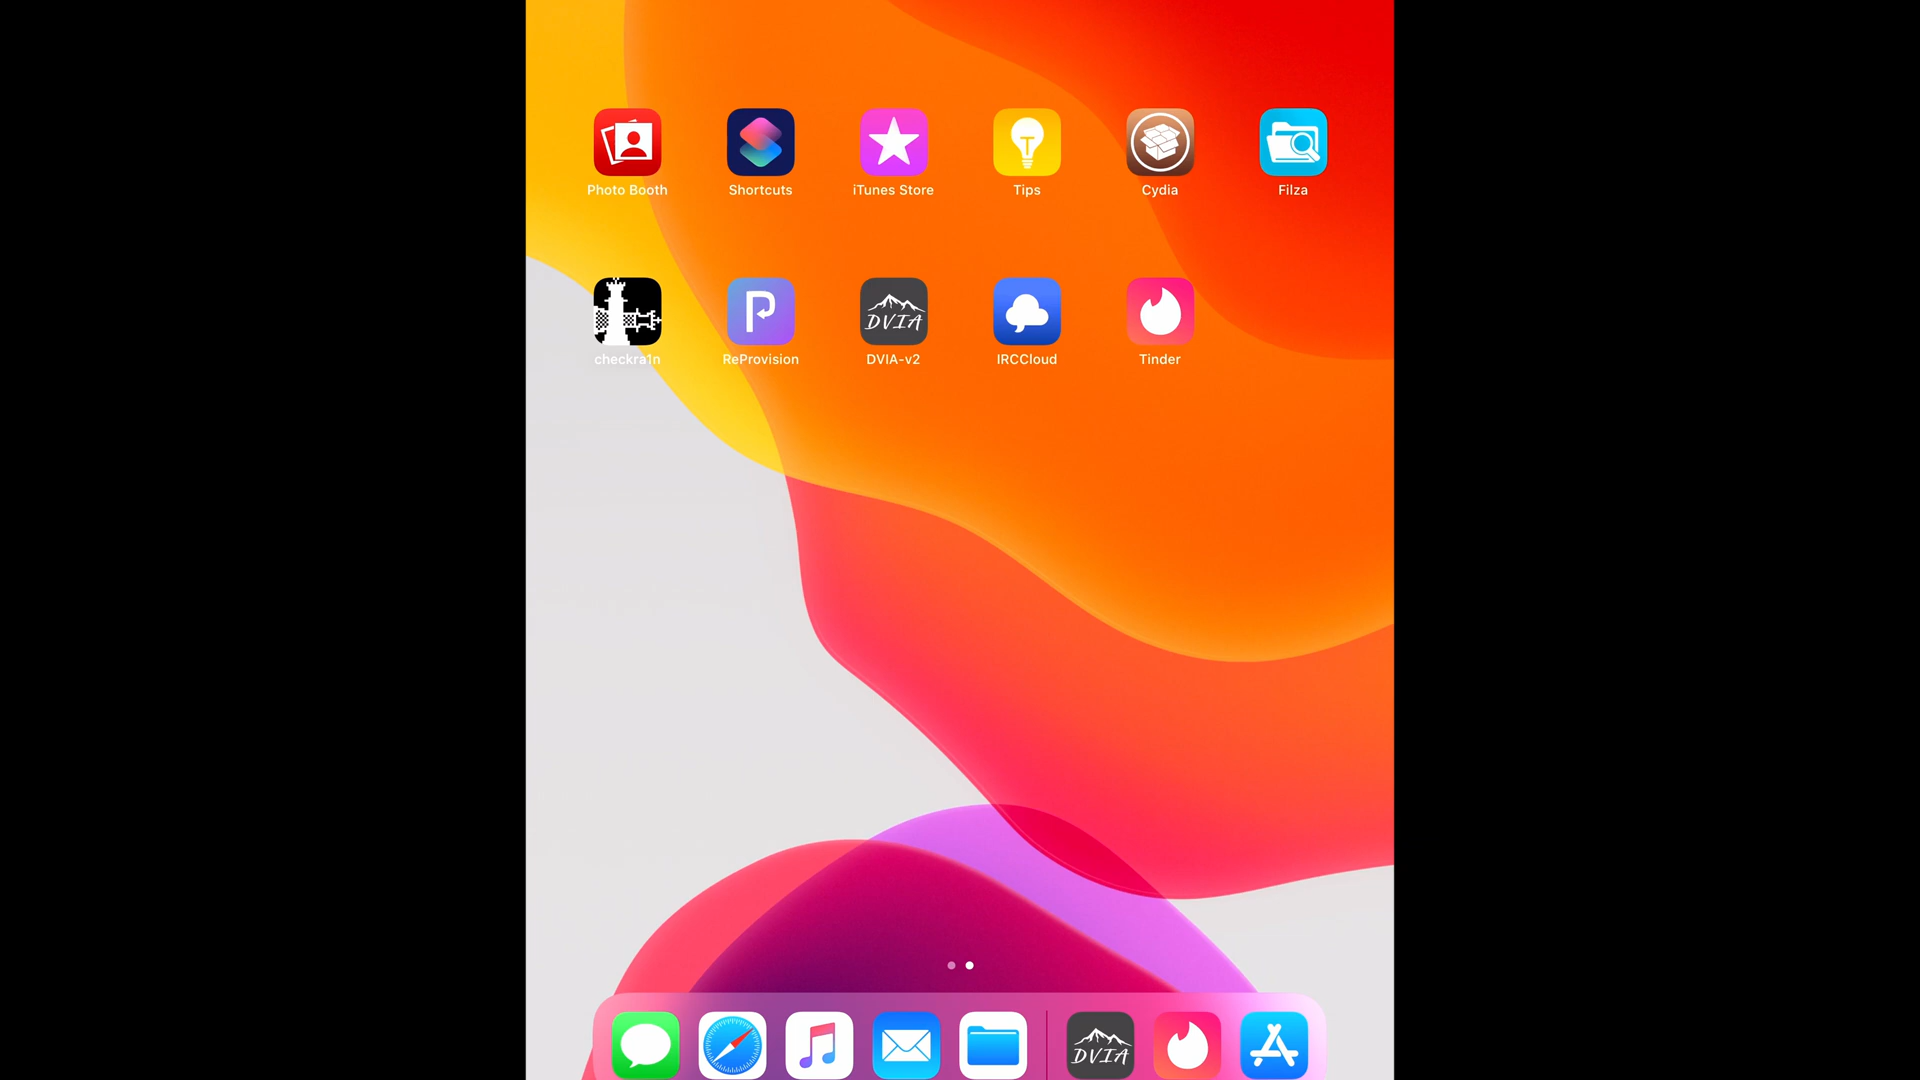 Photo Booth
Shortcuts
iTunes Store
Tips
Cydia
Filza
DVIA
checkra1n
ReProvision
DVIA-v2
IRCCloud
Tinder
DVIA